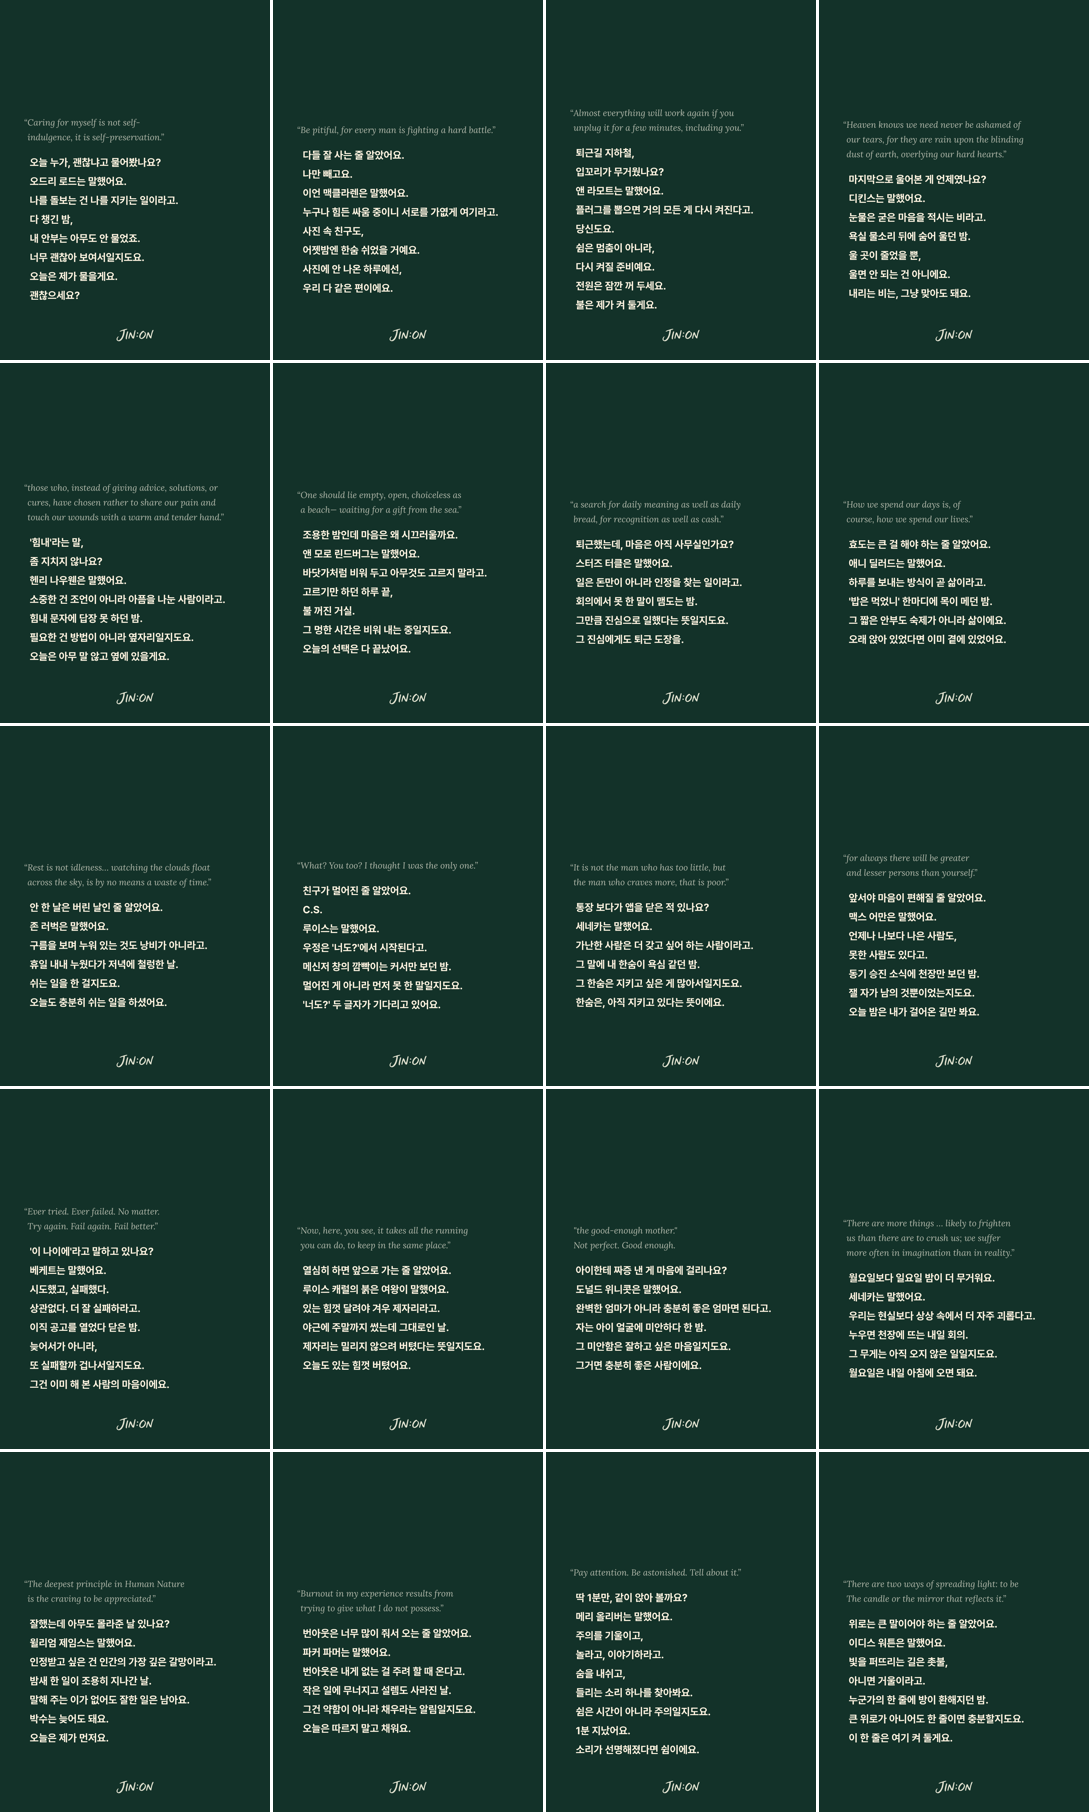 “Caring for myself is not self-
indulgence, it is self-preservation.”
오늘 누가, 괜찮냐고 물어봤나요?
오드리 로드는 말했어요.
나를 돌보는 건 나를 지키는 일이라고.
다 챙긴 밤,
내 안부는 아무도 안 물었죠.
너무 괜찮아 보여서일지도요.
오늘은 제가 물을게요.
괜찮으세요?
JIN:ON
“Be pitiful, for every man is fighting a hard battle.”
다들 잘 사는 줄 알았어요.
나만 빼고요.
이언 맥클라렌은 말했어요.
누구나 힘든 싸움 중이니 서로를 가엾게 여기라고.
사진 속 친구도,
어젯밤엔 한숨 쉬었을 거예요.
사진에 안 나온 하루에선,
우리 다 같은 편이에요.
JIN:ON
“Almost everything will work again if you
unplug it for a few minutes, including you.”
퇴근길 지하철,
입꼬리가 무거웠나요?
앤 라모트는 말했어요.
플러그를 뽑으면 거의 모든 게 다시 켜진다고.
당신도요.
쉼은 멈춤이 아니라,
다시 켜질 준비예요.
전원은 잠깐 꺼 두세요.
불은 제가 켜 둘게요.
JIN:ON
“Heaven knows we need never be ashamed of
our tears, for they are rain upon the blinding
dust of earth, overlying our hard hearts.”
마지막으로 울어본 게 언제였나요?
디킨스는 말했어요.
눈물은 굳은 마음을 적시는 비라고.
욕실 물소리 뒤에 숨어 울던 밤.
울 곳이 줄었을 뿐,
울면 안 되는 건 아니에요.
내리는 비는, 그냥 맞아도 돼요.
JIN:ON
“those who, instead of giving advice, solutions, or
cures, have chosen rather to share our pain and
touch our wounds with a warm and tender hand.”
'힘내'라는 말,
좀 지치지 않나요?
헨리 나우웬은 말했어요.
소중한 건 조언이 아니라 아픔을 나눈 사람이라고.
힘내 문자에 답장 못 하던 밤.
필요한 건 방법이 아니라 옆자리일지도요.
오늘은 아무 말 않고 옆에 있을게요.
JIN:ON
“One should lie empty, open, choiceless as
a beach— waiting for a gift from the sea.”
조용한 밤인데 마음은 왜 시끄러울까요.
앤 모로 린드버그는 말했어요.
바닷가처럼 비워 두고 아무것도 고르지 말라고.
고르기만 하던 하루 끝,
불 꺼진 거실.
그 멍한 시간은 비워 내는 중일지도요.
오늘의 선택은 다 끝났어요.
JIN:ON
“a search for daily meaning as well as daily
bread, for recognition as well as cash.”
퇴근했는데, 마음은 아직 사무실인가요?
스터즈 터클은 말했어요.
일은 돈만이 아니라 인정을 찾는 일이라고.
회의에서 못 한 말이 맴도는 밤.
그만큼 진심으로 일했다는 뜻일지도요.
그 진심에게도 퇴근 도장을.
JIN:ON
“How we spend our days is, of
course, how we spend our lives.”
효도는 큰 걸 해야 하는 줄 알았어요.
애니 딜러드는 말했어요.
하루를 보내는 방식이 곧 삶이라고.
'밥은 먹었니' 한마디에 목이 메던 밤.
그 짧은 안부도 숙제가 아니라 삶이에요.
오래 앉아 있었다면 이미 곁에 있었어요.
JIN:ON
“Rest is not idleness... watching the clouds float
across the sky, is by no means a waste of time.”
안 한 날은 버린 날인 줄 알았어요.
존 러벅은 말했어요.
구름을 보며 누워 있는 것도 낭비가 아니라고.
휴일 내내 누웠다가 저녁에 철렁한 날.
쉬는 일을 한 걸지도요.
오늘도 충분히 쉬는 일을 하셨어요.
JIN:ON
“What? You too? I thought I was the only one.”
친구가 멀어진 줄 알았어요.
C.S.
루이스는 말했어요.
우정은 '너도?'에서 시작된다고.
메신저 창의 깜빡이는 커서만 보던 밤.
멀어진 게 아니라 먼저 못 한 말일지도요.
'너도?' 두 글자가 기다리고 있어요.
JIN:ON
“It is not the man who has too little, but
the man who craves more, that is poor.”
통장 보다가 앱을 닫은 적 있나요?
세네카는 말했어요.
가난한 사람은 더 갖고 싶어 하는 사람이라고.
그 말에 내 한숨이 욕심 같던 밤.
그 한숨은 지키고 싶은 게 많아서일지도요.
한숨은, 아직 지키고 있다는 뜻이에요.
JIN:ON
“for always there will be greater
and lesser persons than yourself.”
앞서야 마음이 편해질 줄 알았어요.
맥스 어만은 말했어요.
언제나 나보다 나은 사람도,
못한 사람도 있다고.
동기 승진 소식에 천장만 보던 밤.
잴 자가 남의 것뿐이었는지도요.
오늘 밤은 내가 걸어온 길만 봐요.
JIN:ON
“Ever tried. Ever failed. No matter.
Try again. Fail again. Fail better.”
'이 나이에'라고 말하고 있나요?
베케트는 말했어요.
시도했고, 실패했다.
상관없다. 더 잘 실패하라고.
이직 공고를 열었다 닫은 밤.
늦어서가 아니라,
또 실패할까 겁나서일지도요.
그건 이미 해 본 사람의 마음이에요.
JIN:ON
“Now, here, you see, it takes all the running
you can do, to keep in the same place.”
열심히 하면 앞으로 가는 줄 알았어요.
루이스 캐럴의 붉은 여왕이 말했어요.
있는 힘껏 달려야 겨우 제자리라고.
야근에 주말까지 썼는데 그대로인 날.
제자리는 밀리지 않으려 버텼다는 뜻일지도요.
오늘도 있는 힘껏 버텼어요.
JIN:ON
“the good-enough mother.”
Not perfect. Good enough.
아이한테 짜증 낸 게 마음에 걸리나요?
도널드 위니콧은 말했어요.
완벽한 엄마가 아니라 충분히 좋은 엄마면 된다고.
자는 아이 얼굴에 미안하다 한 밤.
그 미안함은 잘하고 싶은 마음일지도요.
그거면 충분히 좋은 사람이에요.
JIN:ON
“There are more things ... likely to frighten
us than there are to crush us; we suffer
more often in imagination than in reality.”
월요일보다 일요일 밤이 더 무거워요.
세네카는 말했어요.
우리는 현실보다 상상 속에서 더 자주 괴롭다고.
누우면 천장에 뜨는 내일 회의.
그 무게는 아직 오지 않은 일일지도요.
월요일은 내일 아침에 오면 돼요.
JIN:ON
“The deepest principle in Human Nature
is the craving to be appreciated.”
잘했는데 아무도 몰라준 날 있나요?
윌리엄 제임스는 말했어요.
인정받고 싶은 건 인간의 가장 깊은 갈망이라고.
밤새 한 일이 조용히 지나간 날.
말해 주는 이가 없어도 잘한 일은 남아요.
박수는 늦어도 돼요.
오늘은 제가 먼저요.
JIN:ON
“Burnout in my experience results from
trying to give what I do not possess.”
번아웃은 너무 많이 줘서 오는 줄 알았어요.
파커 파머는 말했어요.
번아웃은 내게 없는 걸 주려 할 때 온다고.
작은 일에 무너지고 설렘도 사라진 날.
그건 약함이 아니라 채우라는 알림일지도요.
오늘은 따르지 말고 채워요.
JIN:ON
“Pay attention. Be astonished. Tell about it.”
딱 1분만, 같이 앉아 볼까요?
메리 올리버는 말했어요.
주의를 기울이고,
놀라고, 이야기하라고.
숨을 내쉬고,
들리는 소리 하나를 찾아봐요.
쉼은 시간이 아니라 주의일지도요.
1분 지났어요.
소리가 선명해졌다면 쉼이에요.
JIN:ON
“There are two ways of spreading light: to be
The candle or the mirror that reflects it.”
위로는 큰 말이어야 하는 줄 알았어요.
이디스 워튼은 말했어요.
빛을 퍼뜨리는 길은 촛불,
아니면 거울이라고.
누군가의 한 줄에 방이 환해지던 밤.
큰 위로가 아니어도 한 줄이면 충분할지도요.
이 한 줄은 여기 켜 둘게요.
JIN:ON